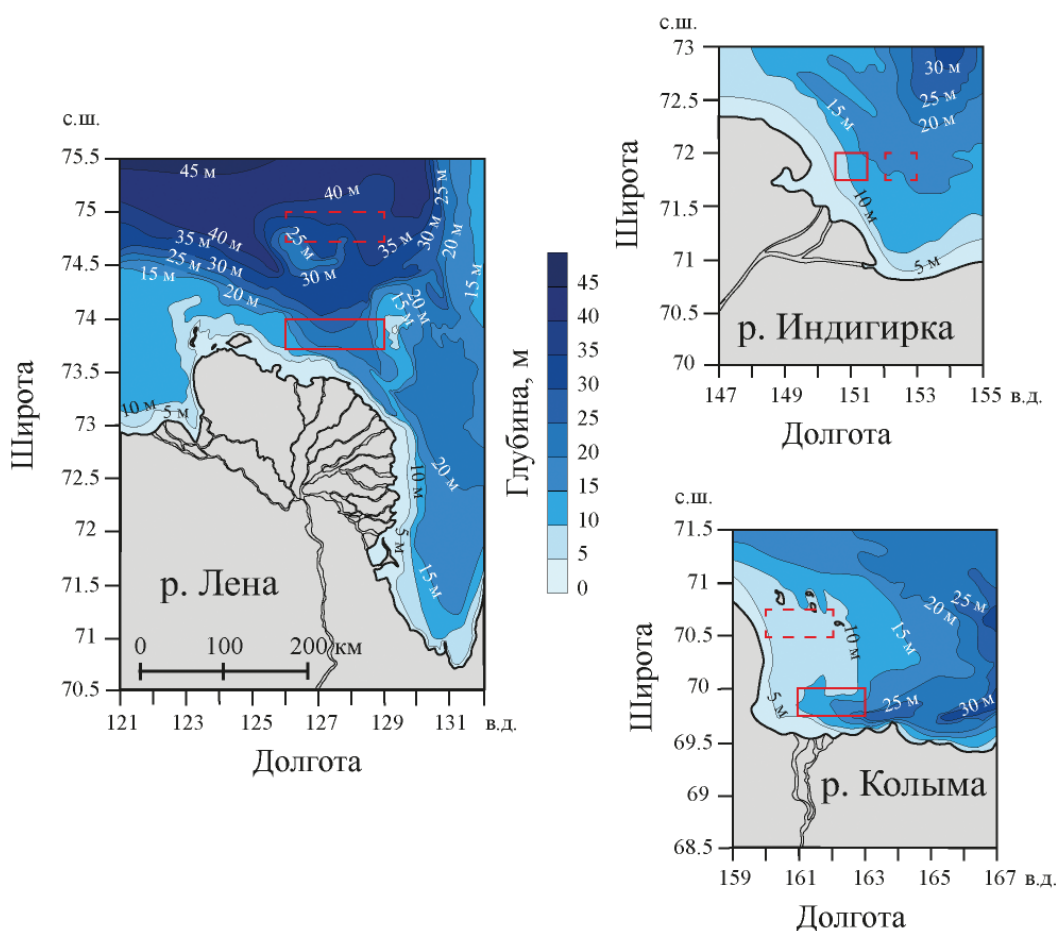 с.ш.
75.5
75
74.5
74
73.5
73
72.5
72
71.5
71
70.5
Широта
45 м
40 м
25 м
40 м
35 м
25 м
30 м
15 м
20 м
25 м
30 м
35 м
30 м
20 м
15 м
20 м
15 м
10 м
5 м
10 м
20 м
5 м
15 м
р. Лена
0 100 200 км
121 123 125 127 129 131 в.д.
Долгота
Глубина, м
45
40
35
30
25
20
15
10
5
0
с.ш.
73
72.5
72
71.5
71
70.5
70
Широта
30 м
25 м
20 м
15 м
10 м
5 м
р. Индигирка
147 149 151 153 155 в.д.
Долгота
с.ш.
71.5
71
70.5
70
69.5
69
68.5
Широта
25 м
20 м
15 м
10 м
5 м
25 м
30 м
р. Колыма
159 161 163 165 167 в.д.
Долгота